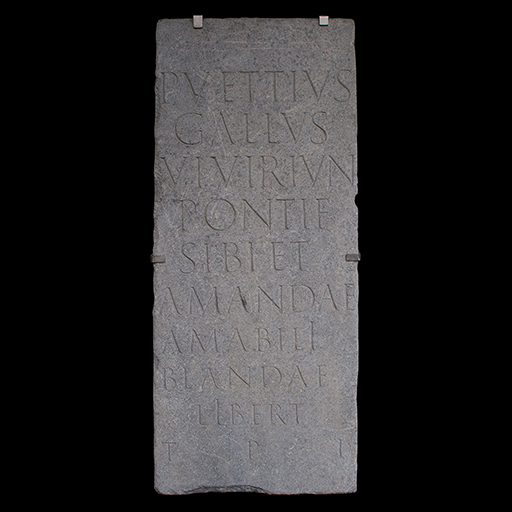 P VETTIVS
GALLVS
VI VIR IVN
PONTIF
SIBI ET
AMANDAE
AMABILI
BLANDAE
LIBERT
T P I